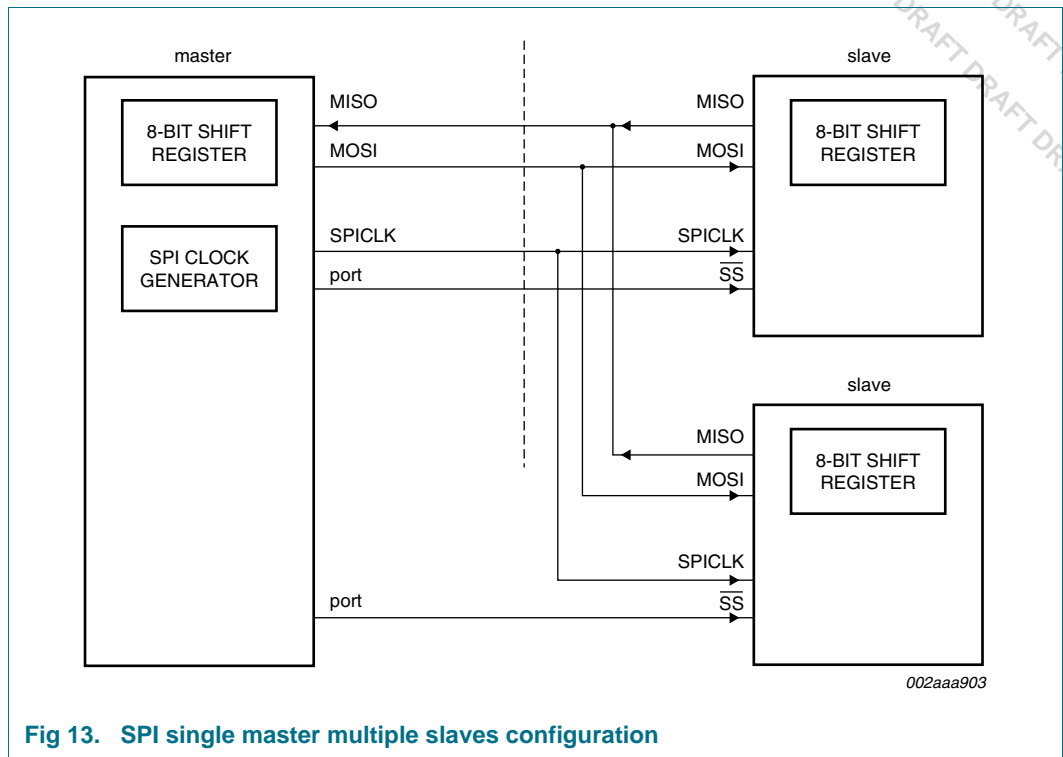 DRAFT DRAFT
DRAFT DRAFT DR
master
8-BIT SHIFT
REGISTER
SPI CLOCK
GENERATOR
MISO
MOSI
SPICLK
port
port
slave
MISO
MOSI
SPICLK
SS
8-BIT SHIFT
REGISTER
slave
MISO
MOSI
SPICLK
SS
8-BIT SHIFT
REGISTER
002aaa903
Fig 13. SPI single master multiple slaves configuration